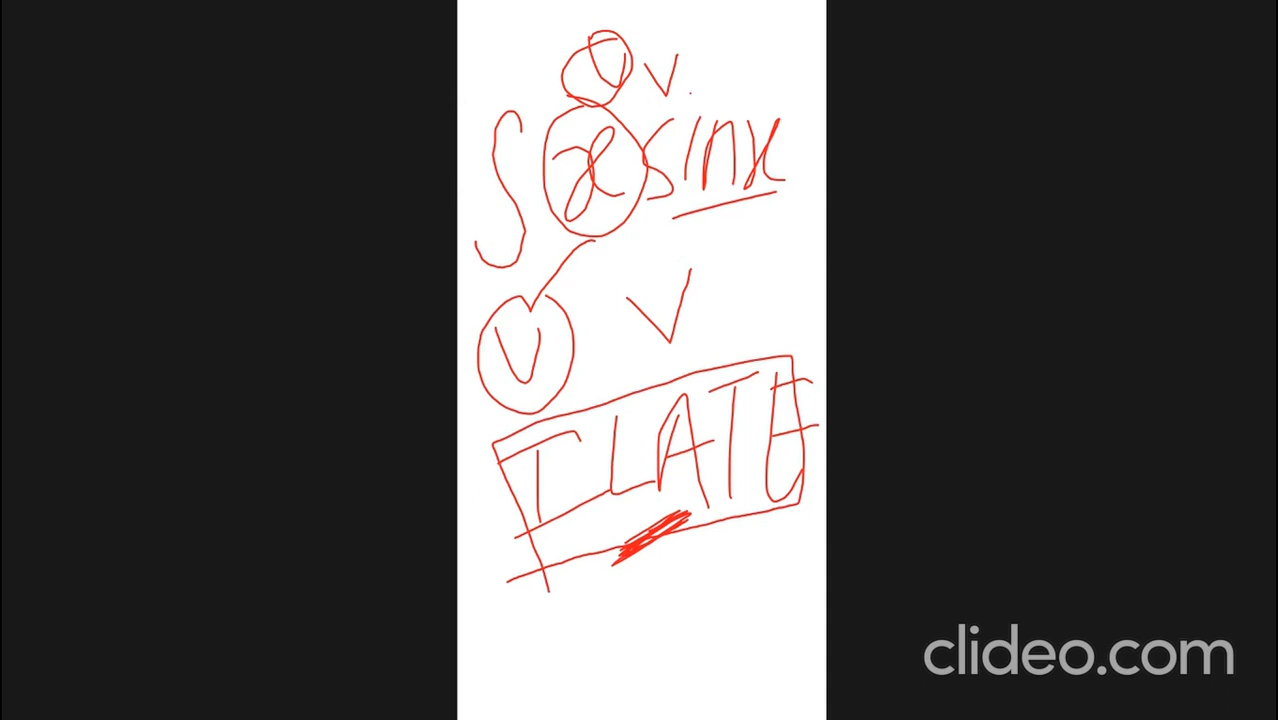 U V.
∫ x sinx
U V
ILATE
clideo.com